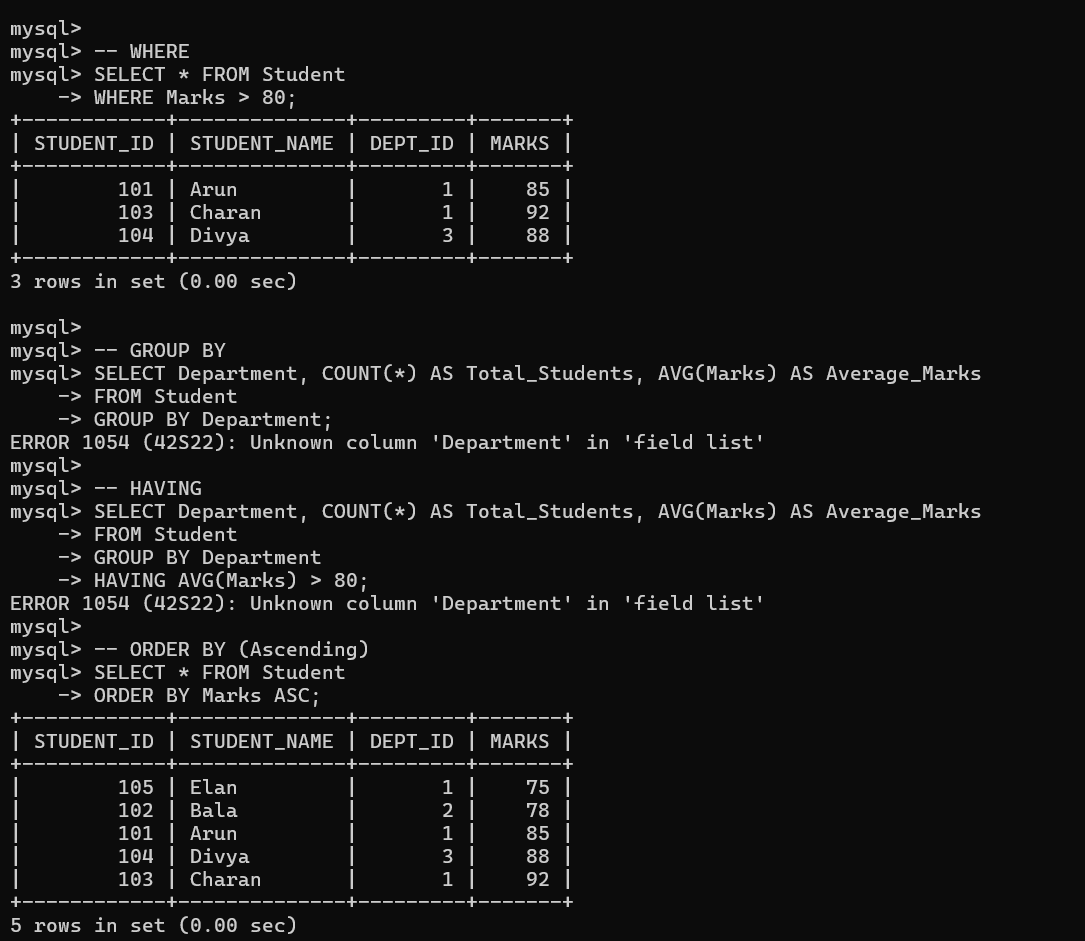 mysql>
mysql> -- WHERE
mysql> SELECT * FROM Student
    -> WHERE Marks > 80;
+------------+--------------+---------+-------+
| STUDENT_ID | STUDENT_NAME | DEPT_ID | MARKS |
+------------+--------------+---------+-------+
|        101 | Arun         |       1 |    85 |
|        103 | Charan       |       1 |    92 |
|        104 | Divya        |       3 |    88 |
+------------+--------------+---------+-------+
3 rows in set (0.00 sec)

mysql>
mysql> -- GROUP BY
mysql> SELECT Department, COUNT(*) AS Total_Students, AVG(Marks) AS Average_Marks
    -> FROM Student
    -> GROUP BY Department;
ERROR 1054 (42S22): Unknown column 'Department' in 'field list'
mysql>
mysql> -- HAVING
mysql> SELECT Department, COUNT(*) AS Total_Students, AVG(Marks) AS Average_Marks
    -> FROM Student
    -> GROUP BY Department
    -> HAVING AVG(Marks) > 80;
ERROR 1054 (42S22): Unknown column 'Department' in 'field list'
mysql>
mysql> -- ORDER BY (Ascending)
mysql> SELECT * FROM Student
    -> ORDER BY Marks ASC;
+------------+--------------+---------+-------+
| STUDENT_ID | STUDENT_NAME | DEPT_ID | MARKS |
+------------+--------------+---------+-------+
|        105 | Elan         |       1 |    75 |
|        102 | Bala         |       2 |    78 |
|        101 | Arun         |       1 |    85 |
|        104 | Divya        |       3 |    88 |
|        103 | Charan       |       1 |    92 |
+------------+--------------+---------+-------+
5 rows in set (0.00 sec)